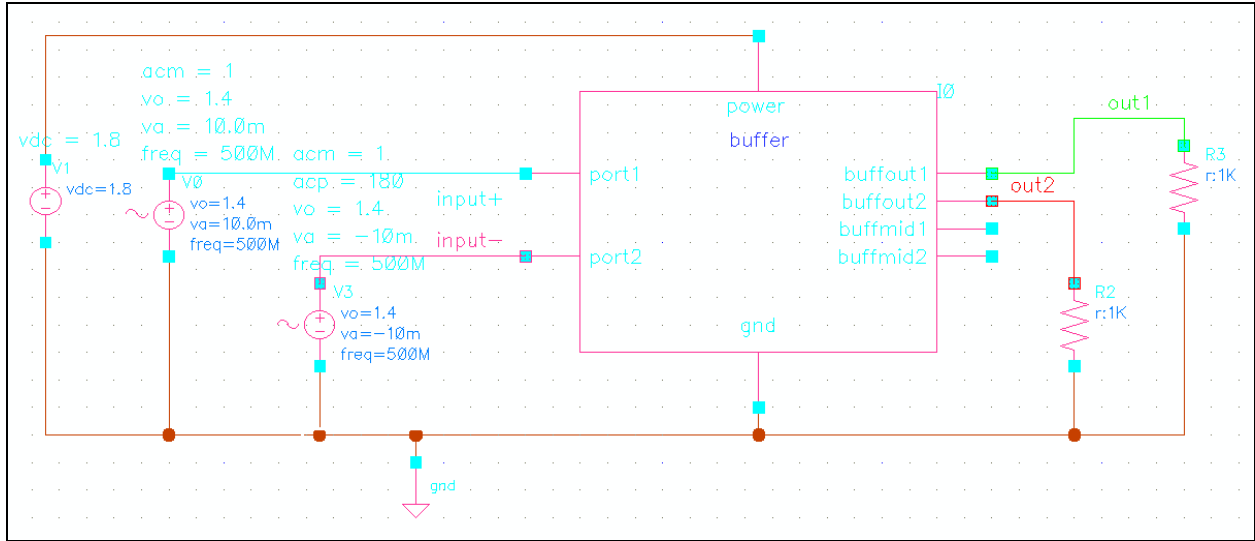 acm = 1
vo = 1.4
va = 10.0m
freq = 500M
vdc = 1.8
V1
vdc=1.8
V0
vo=1.4
va=10.0m
freq=500M
acm = 1
acp = 180
vo = 1.4
va = -10m
freq = 500M
input+
input-
V3
vo=1.4
va=-10m
freq=500M
power
I0
buffer
port1
port2
gnd
buffout1
buffout2
buffmid1
buffmid2
out1
out2
R3
r:1K
R2
r:1K
gnd